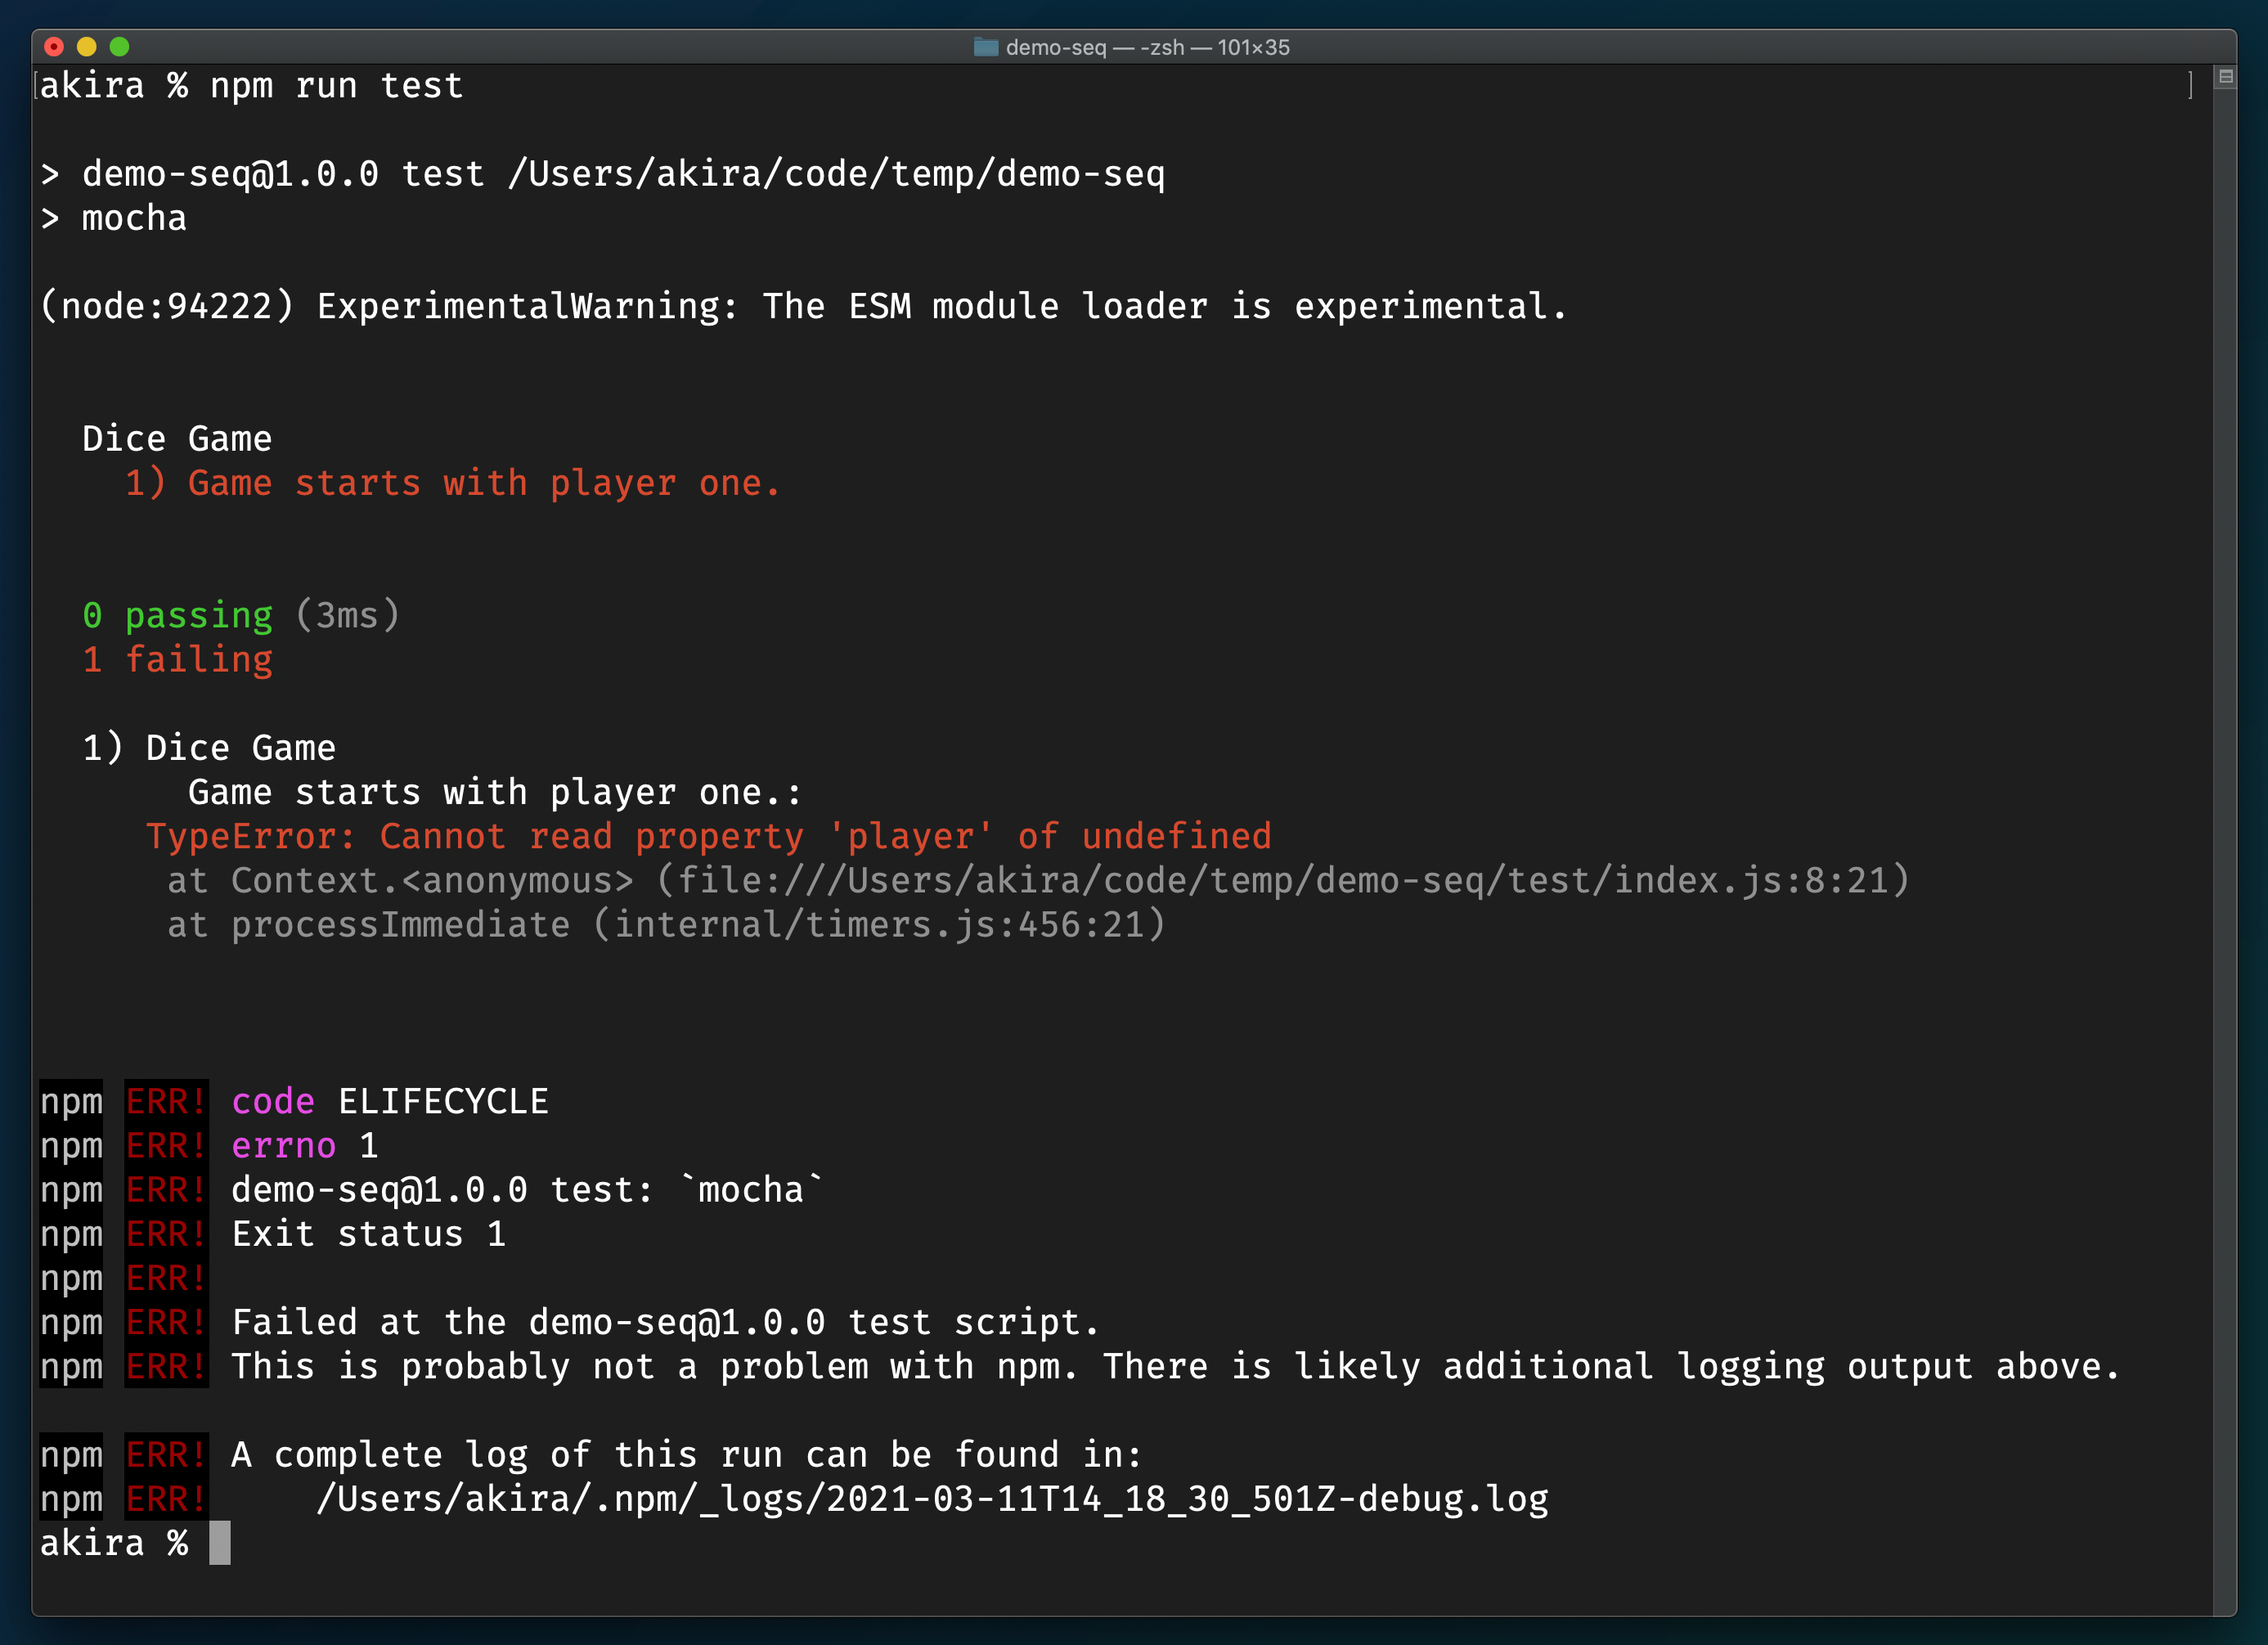 demo-seq — -zsh — 101×35
akira % npm run test
> demo-seq@1.0.0 test /Users/akira/code/temp/demo-seq
> mocha
(node:94222) ExperimentalWarning: The ESM module loader is experimental.
Dice Game
1) Game starts with player one.
0 passing (3ms)
1 failing
1) Dice Game
Game starts with player one.:
TypeError: Cannot read property 'player' of undefined
at Context.<anonymous> (file:///Users/akira/code/temp/demo-seq/test/index.js:8:21)
at processImmediate (internal/timers.js:456:21)
npm ERR! code ELIFECYCLE
npm ERR! errno 1
npm ERR! demo-seq@1.0.0 test: `mocha`
npm ERR! Exit status 1
npm ERR!
npm ERR! Failed at the demo-seq@1.0.0 test script.
npm ERR! This is probably not a problem with npm. There is likely additional logging output above.
npm ERR! A complete log of this run can be found in:
npm ERR!     /Users/akira/.npm/_logs/2021-03-11T14_18_30_501Z-debug.log
akira %